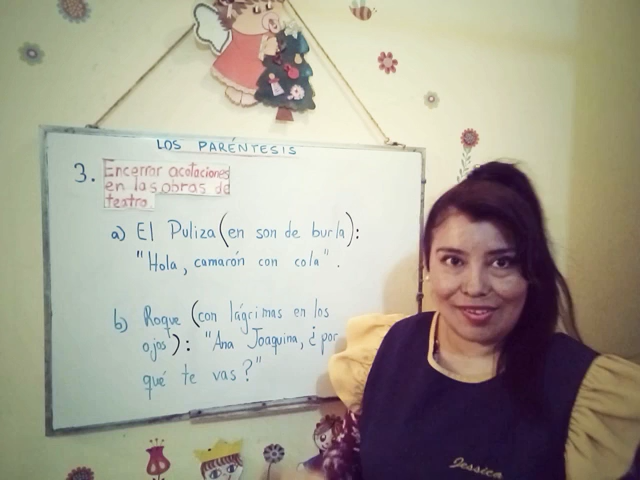 LOS PARÉNTESIS
3. Encerrar acotaciones
en las obras de
teatro.
a) El Puliza (en son de burla):
"Hola, camarón con cola".
b) Roque (con lágrimas en los
ojos): "Ana Joaquina, ¿por
qué te vas?"
Jessica